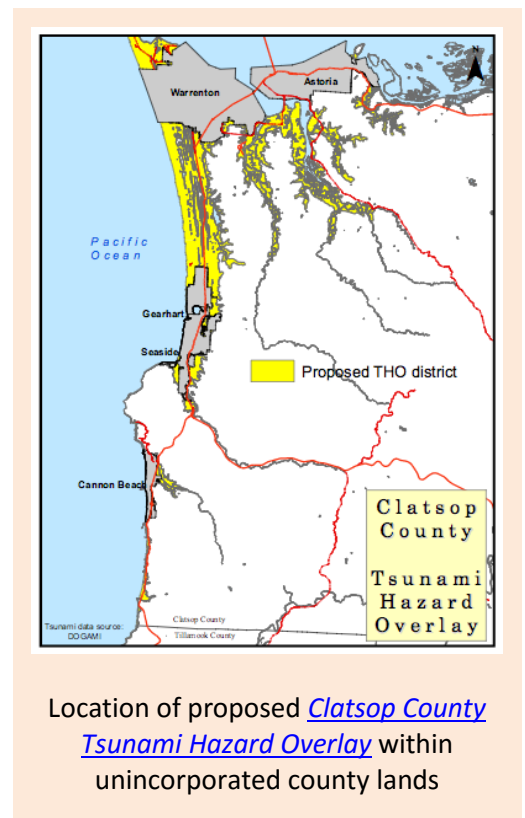 N
Astoria
Warrenton
Pacific
Ocean
Gearhart
Seaside
Proposed THO district
Cannon Beach
Clatsop
County
Tsunami
Hazard
Overlay
Tsunami data source:
DOGAMI
Clatsop County
Tillamook County
Location of proposed Clatsop County
Tsunami Hazard Overlay within
unincorporated county lands